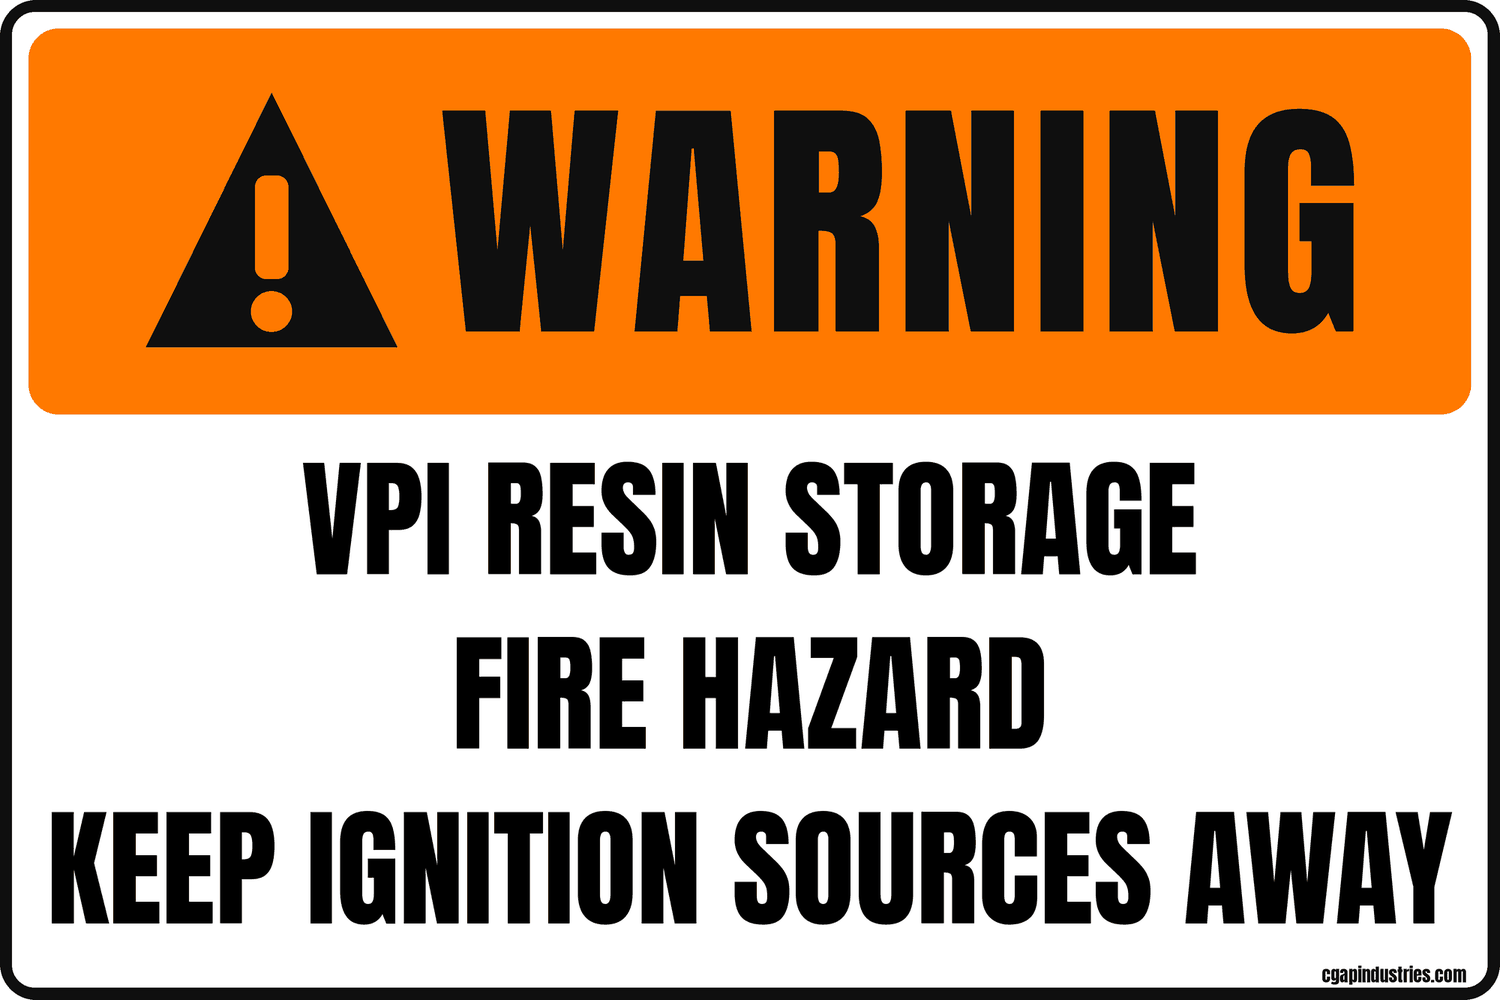 WARNING
VPI RESIN STORAGE
FIRE HAZARD
KEEP IGNITION SOURCES AWAY
cgapindustries.com